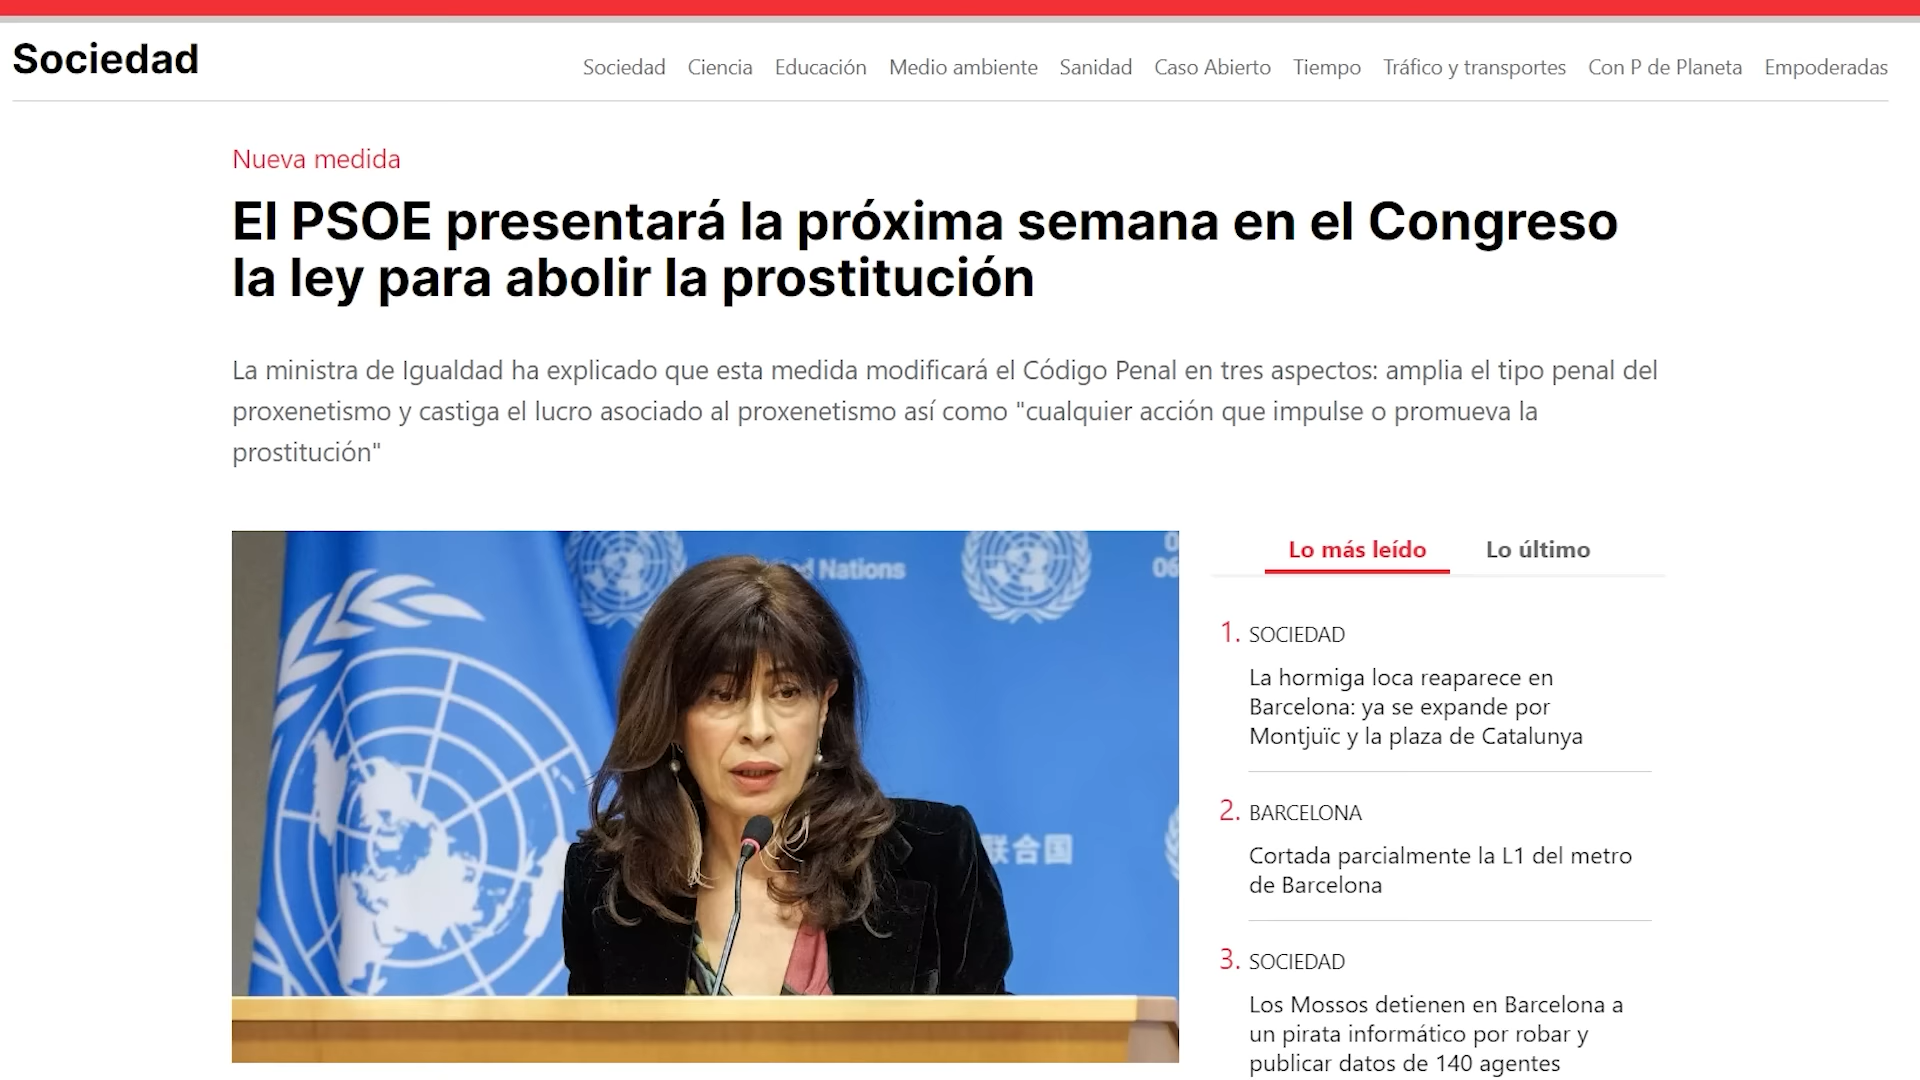 Sociedad
Sociedad Ciencia Educación Medio ambiente Sanidad Caso Abierto Tiempo Tráfico y transportes Con P de Planeta Empoderadas
Nueva medida
El PSOE presentará la próxima semana en el Congreso
la ley para abolir la prostitución
La ministra de Igualdad ha explicado que esta medida modificará el Código Penal en tres aspectos: amplia el tipo penal del
proxenetismo y castiga el lucro asociado al proxenetismo así como "cualquier acción que impulse o promueva la
prostitución"
Nations
联合国
Lo más leído Lo último
1. SOCIEDAD
La hormiga loca reaparece en
Barcelona: ya se expande por
Montjuïc y la plaza de Catalunya
2. BARCELONA
Cortada parcialmente la L1 del metro
de Barcelona
3. SOCIEDAD
Los Mossos detienen en Barcelona a
un pirata informático por robar y
publicar datos de 140 agentes